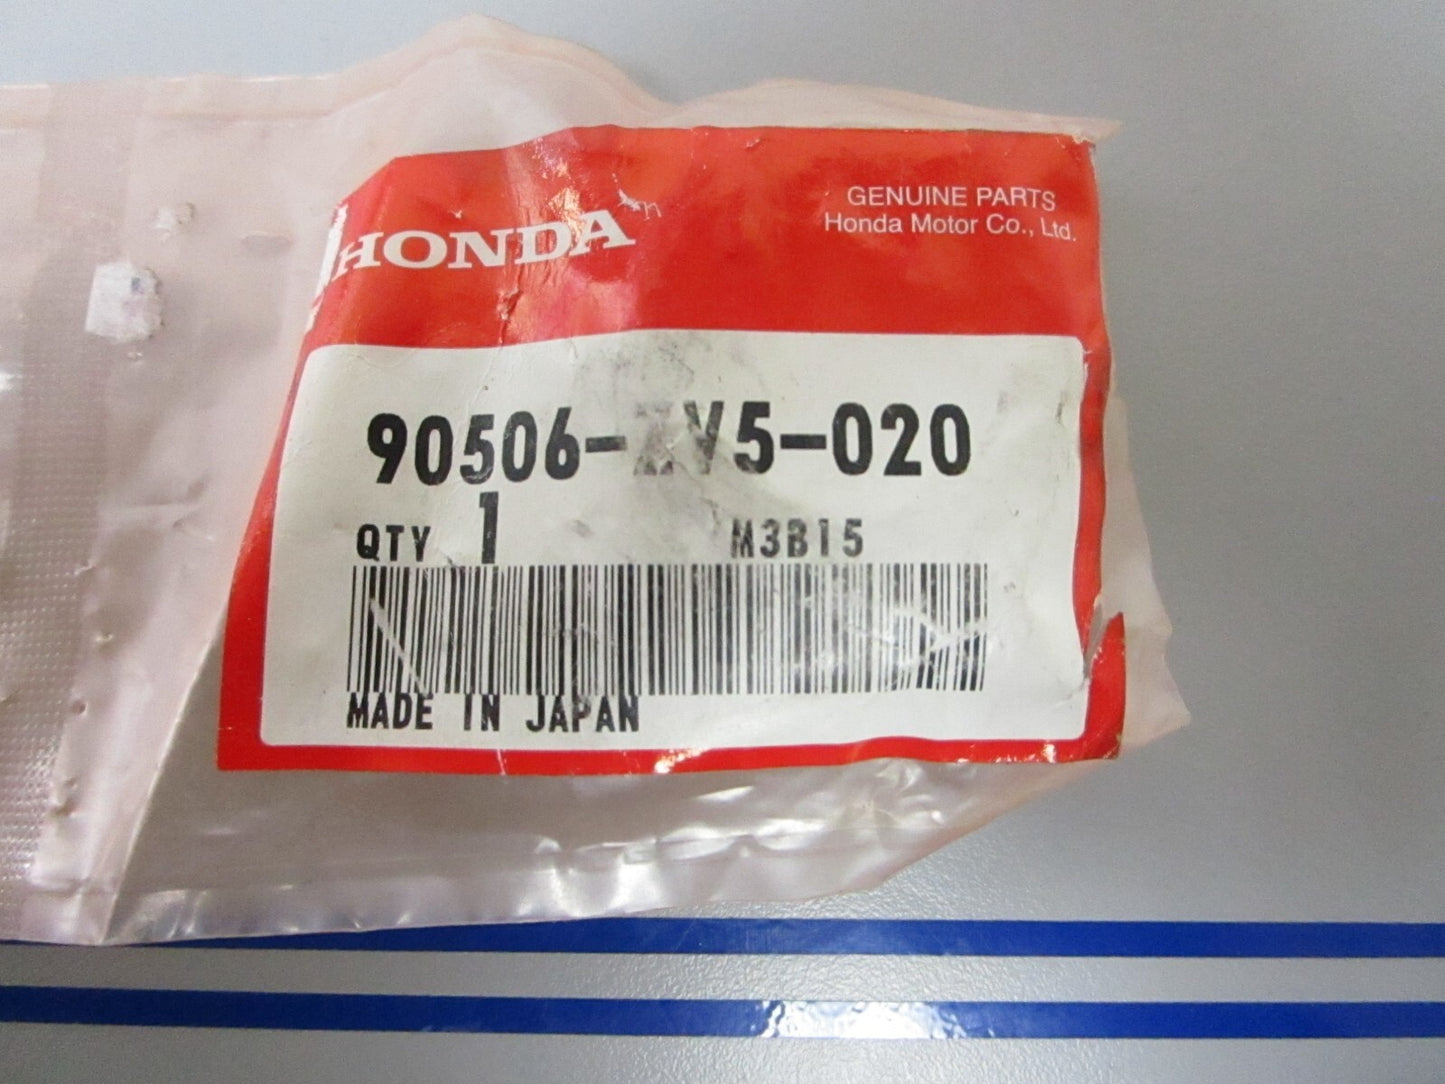 HONDA
GENUINE PARTS
Honda Motor Co., Ltd.
90506-ZV5-020
QTY 1 M3B15
MADE IN JAPAN